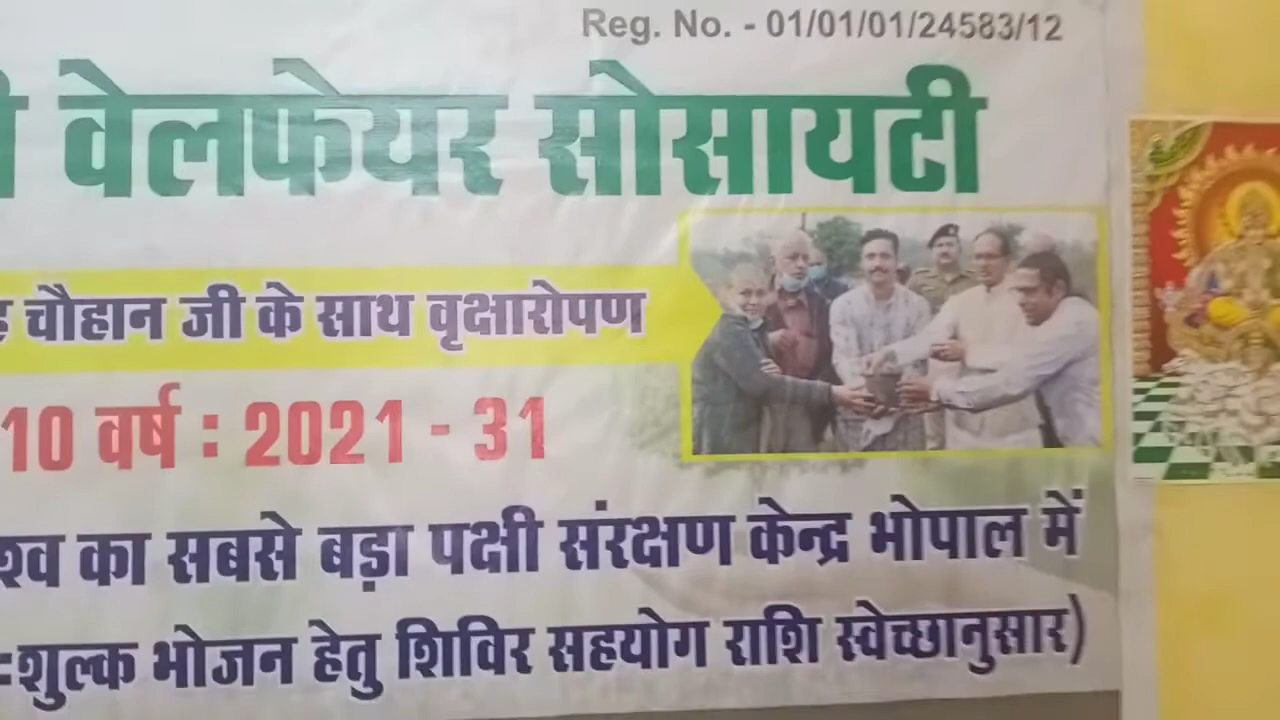 Reg. No. - 01/01/01/24583/12
वेलफेयर सोसायटी
चौहान जी के साथ वृक्षारोपण
10 वर्ष : 2021 - 31
का सबसे बड़ा पक्षी संरक्षण केन्द्र भोपाल में
:शुल्क भोजन हेतु शिविर सहयोग राशि स्वेच्छानुसार)